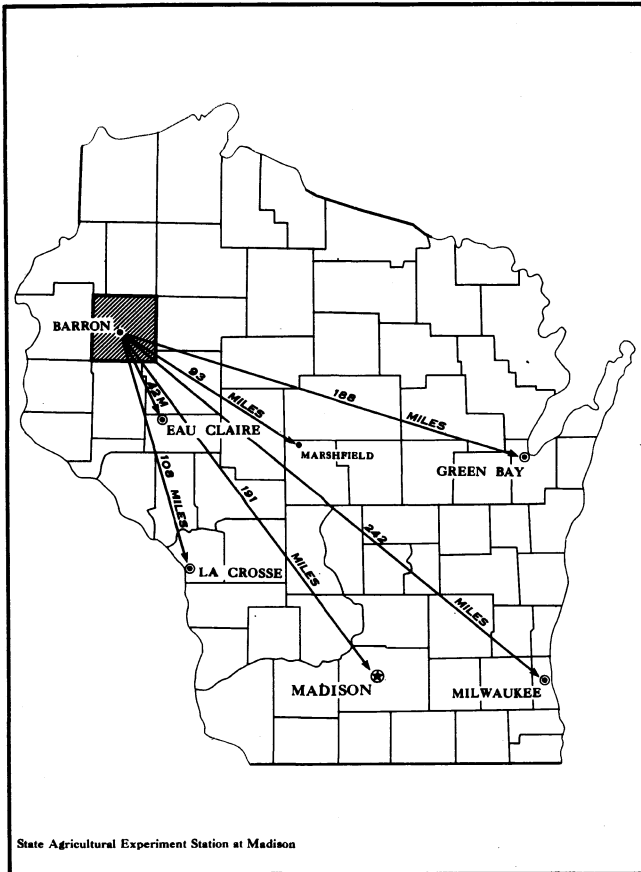 BARRON
42 M
EAU CLAIRE
93 MILES
MARSHFIELD
188 MILES
GREEN BAY
108 MILES
LA CROSSE
191 MILES
MADISON
242 MILES
MILWAUKEE
State Agricultural Experiment Station at Madison